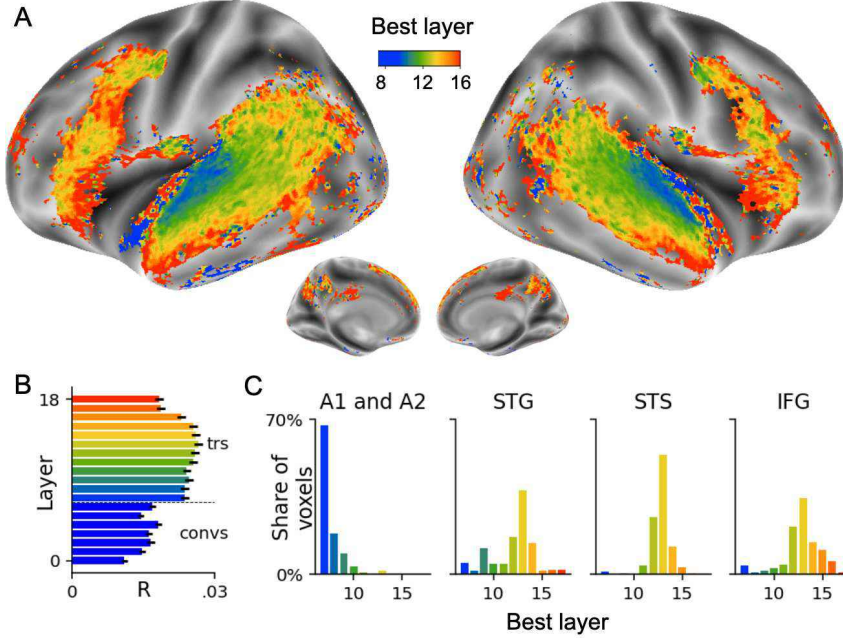 A
Best layer
8 12 16
B
18
Layer
0
trs
convs
0 R .03
C
A1 and A2 STG STS IFG
70%
Share of
voxels
0%
10 15 10 15 10 15 10 15
Best layer